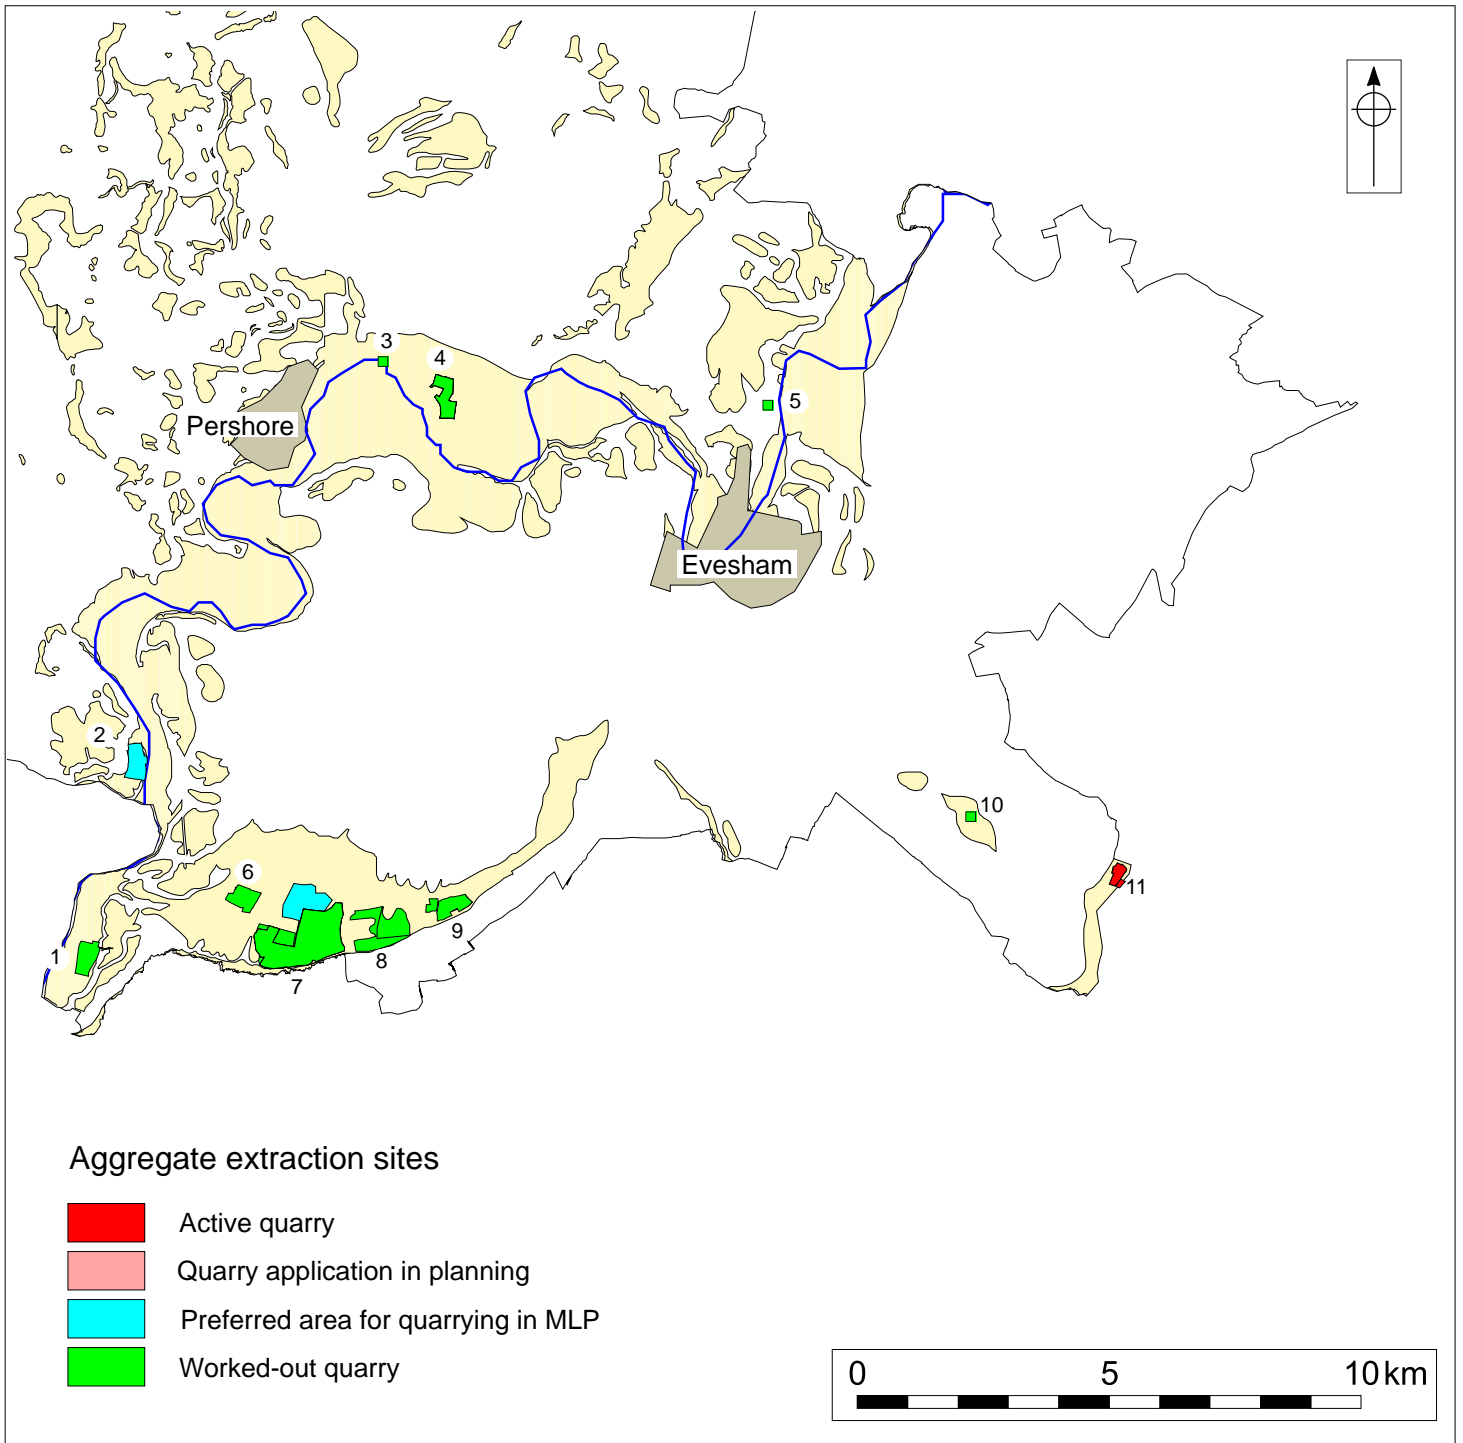 3
4
5
Pershore
Evesham
2
10
11
6
1
9
8
7
Aggregate extraction sites
Active quarry
Quarry application in planning
Preferred area for quarrying in MLP
Worked-out quarry
0 5 10 km